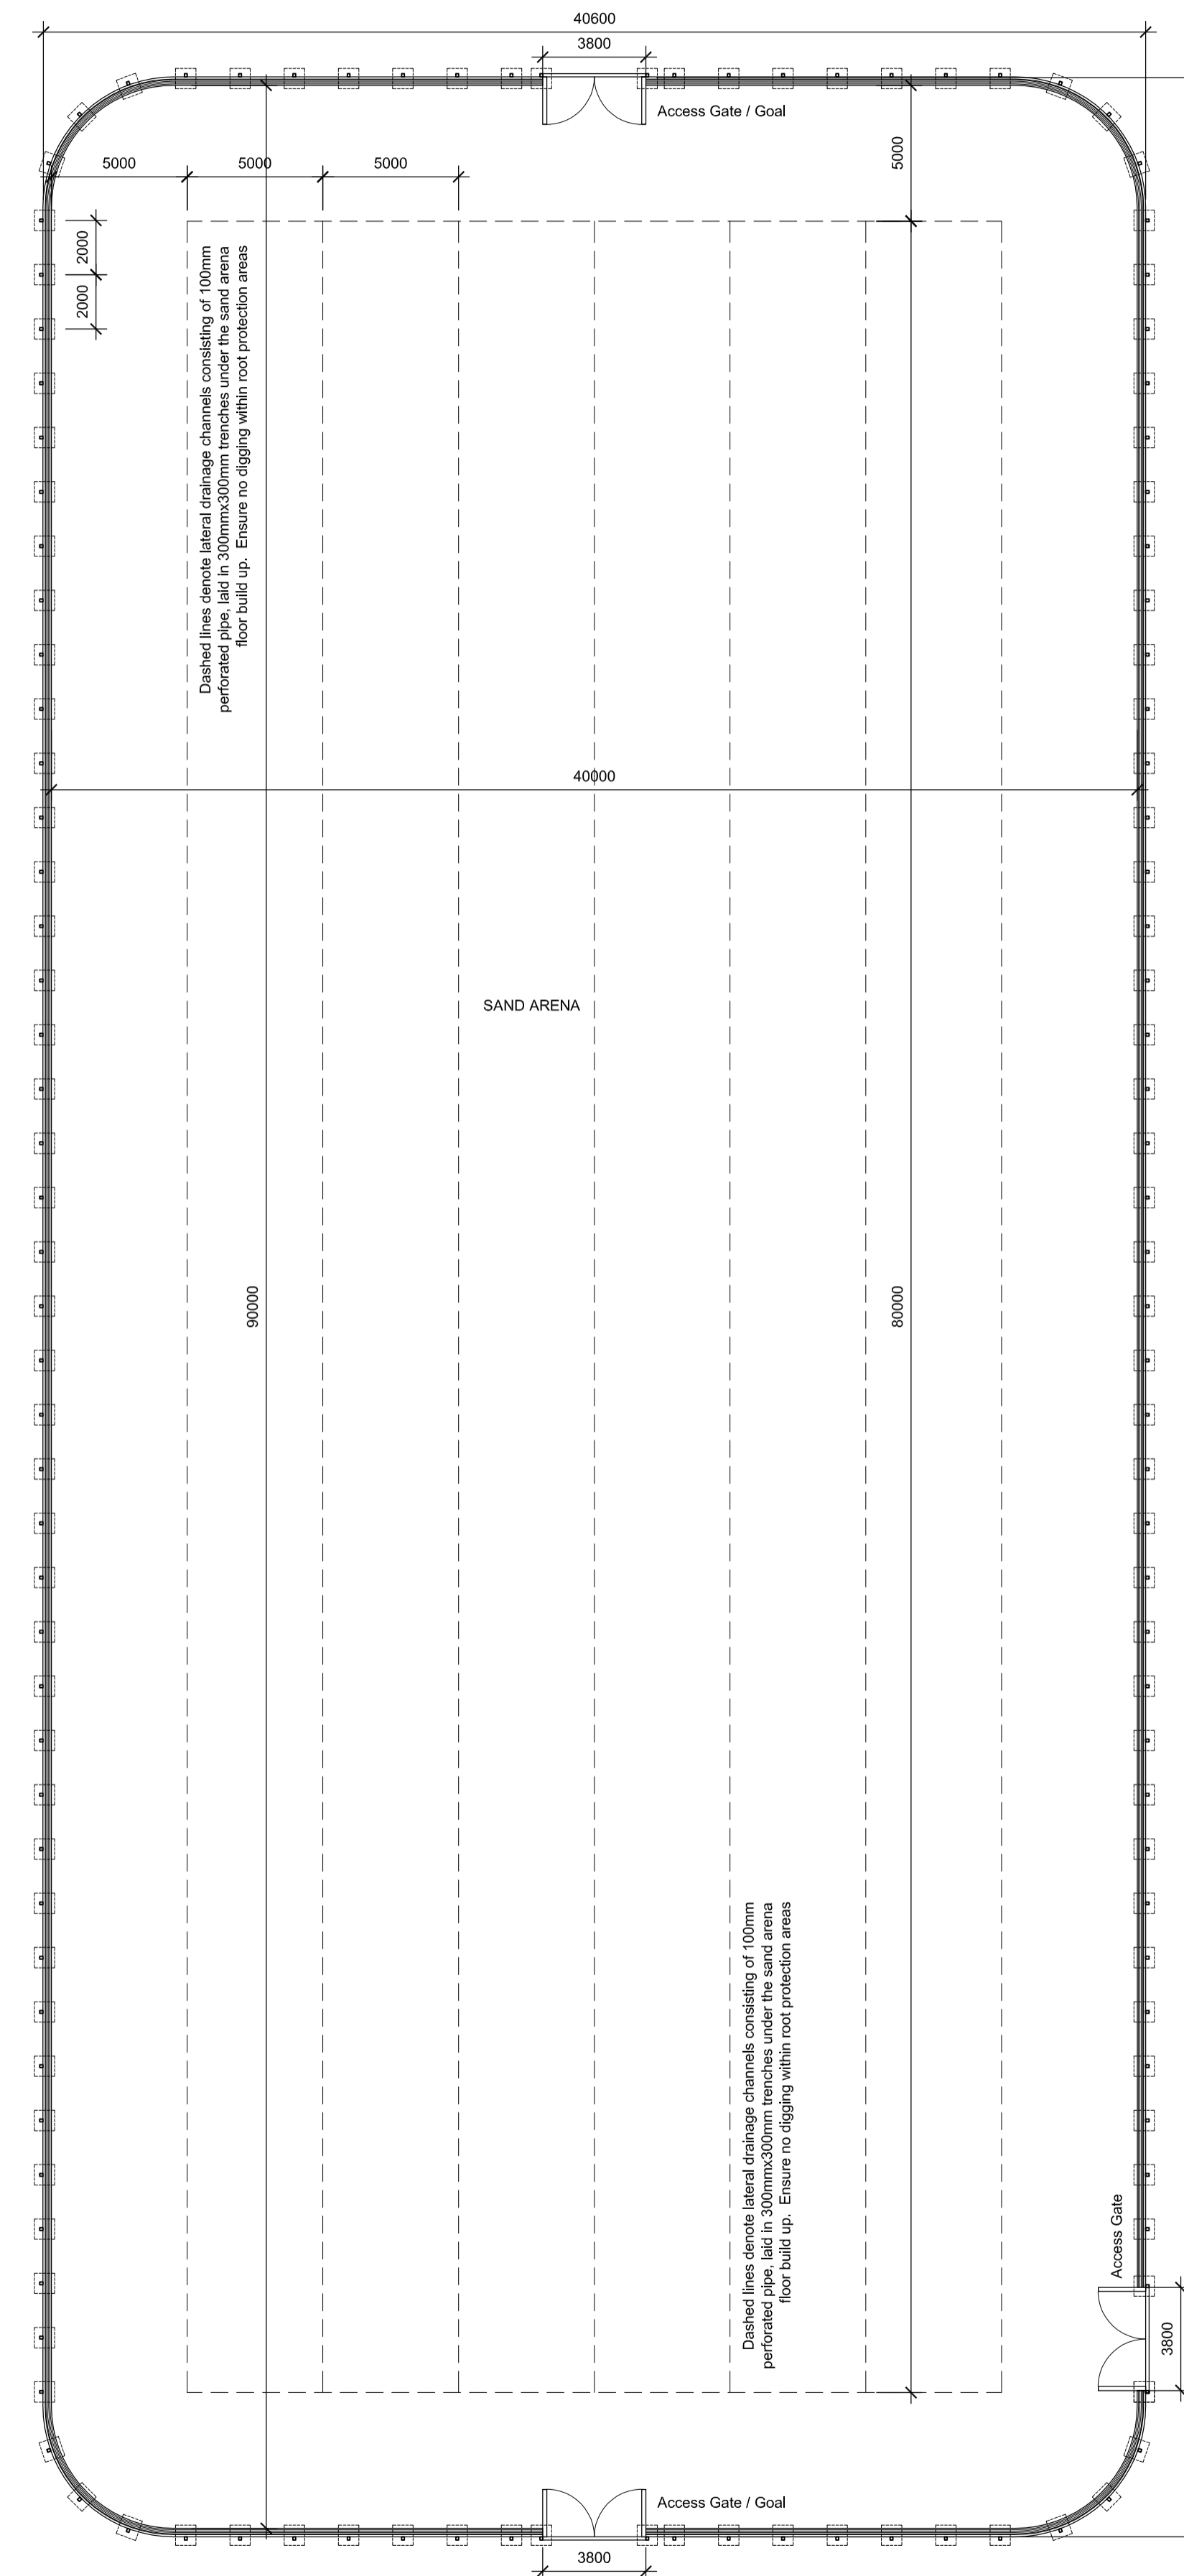 40600
3800
Access Gate / Goal
5000
5000
5000
5000
2000
2000
Dashed lines denote lateral drainage channels consisting of 100mm
perforated pipe, laid in 300mmx300mm trenches under the sand arena
floor build up.  Ensure no digging within root protection areas
40000
SAND ARENA
90000
80000
Dashed lines denote lateral drainage channels consisting of 100mm
perforated pipe, laid in 300mmx300mm trenches under the sand arena
floor build up.  Ensure no digging within root protection areas
Access Gate
3800
Access Gate / Goal
3800